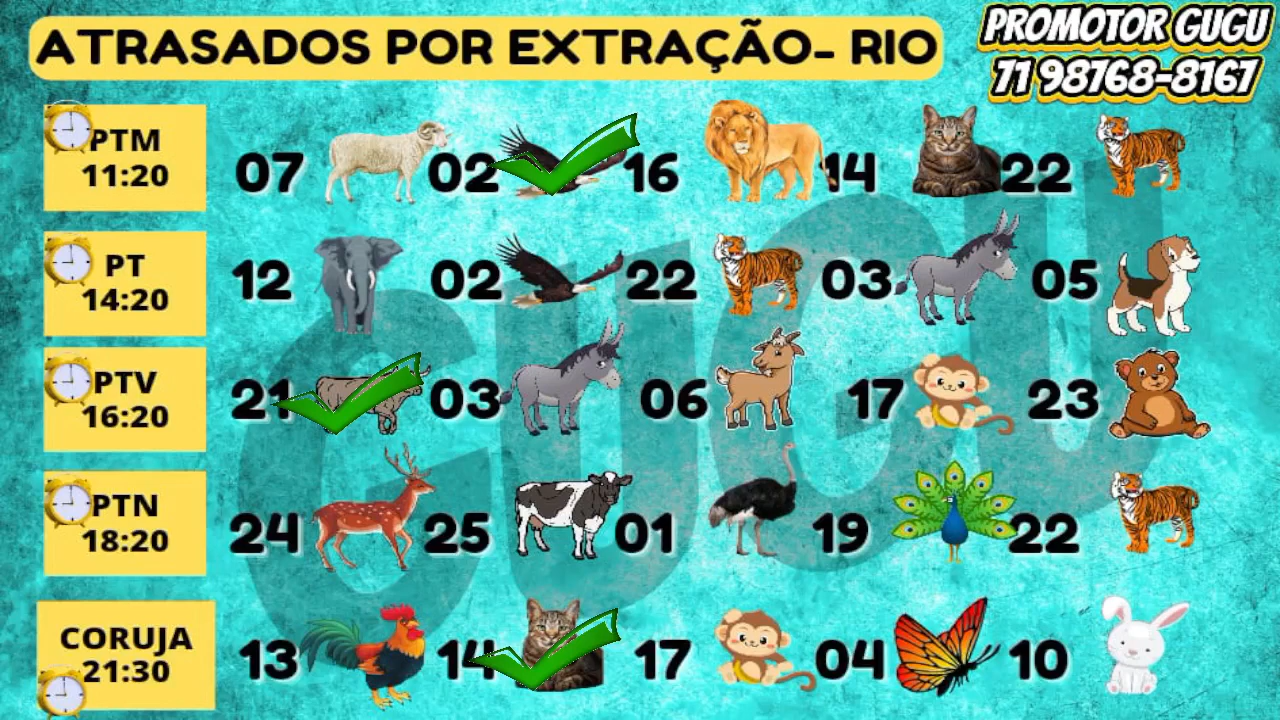 ATRASADOS POR EXTRAÇÃO- RIO
PROMOTOR GUGU
71 98768-8167
PTM
11:20
07 02 16 14 22
PT
14:20
12 02 22 03 05
PTV
16:20
21 03 06 17 23
PTN
18:20
24 25 01 19 22
CORUJA
21:30
13 14 17 04 10
GUGU